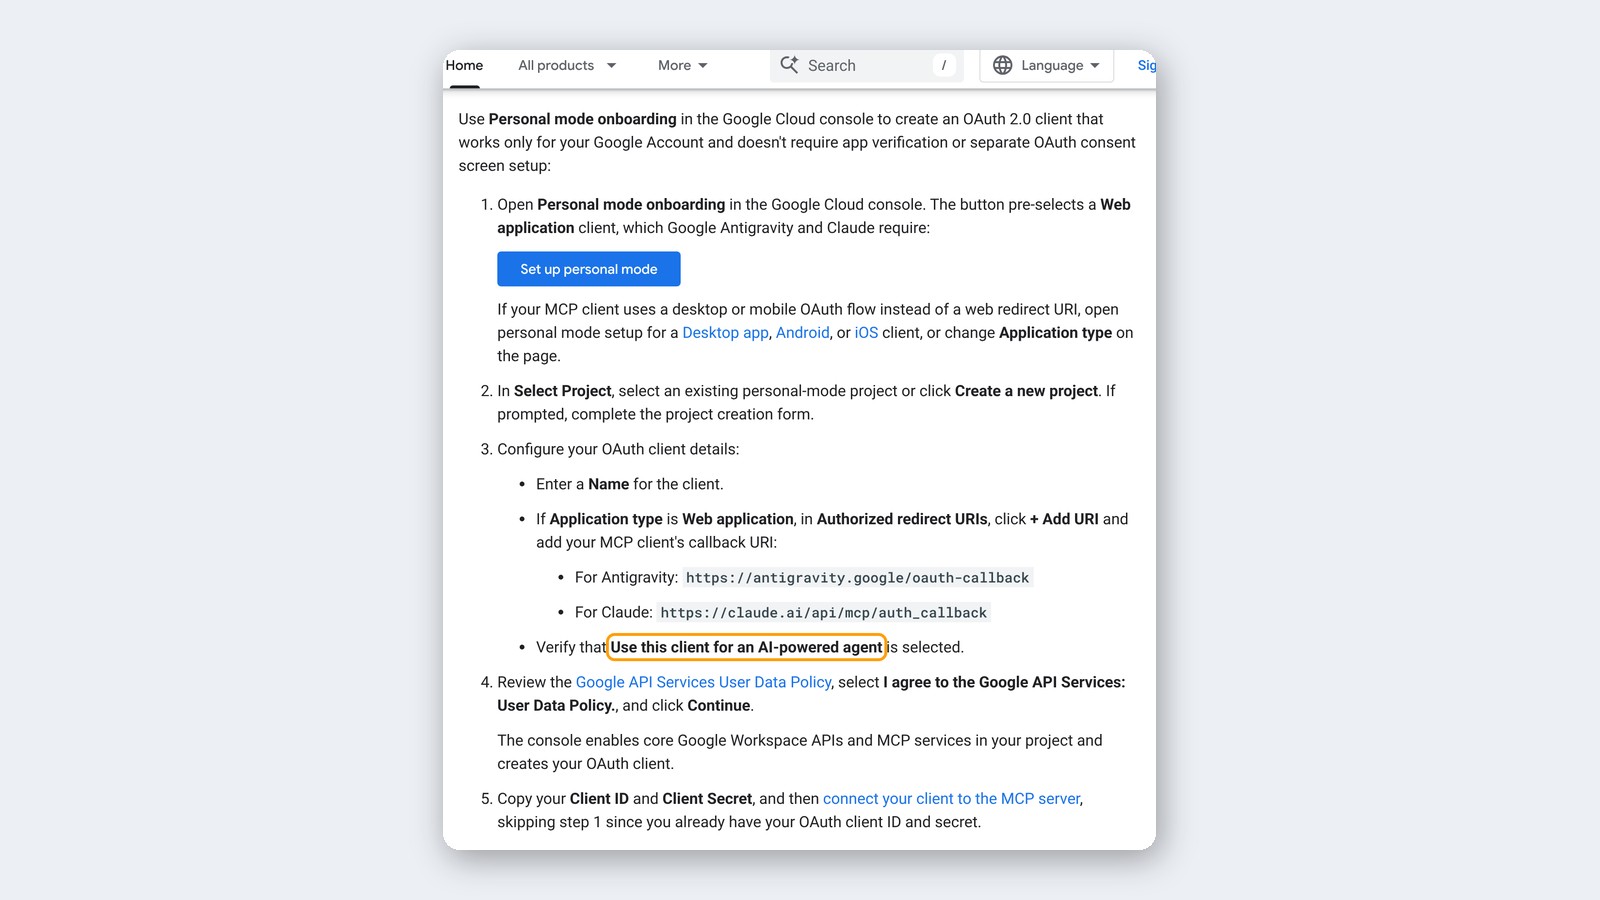 Home All products More Search / Language Sig
Use Personal mode onboarding in the Google Cloud console to create an OAuth 2.0 client that
works only for your Google Account and doesn't require app verification or separate OAuth consent
screen setup:
1. Open Personal mode onboarding in the Google Cloud console. The button pre-selects a Web
application client, which Google Antigravity and Claude require:
Set up personal mode
If your MCP client uses a desktop or mobile OAuth flow instead of a web redirect URI, open
personal mode setup for a Desktop app, Android, or iOS client, or change Application type on
the page.
2. In Select Project, select an existing personal-mode project or click Create a new project. If
prompted, complete the project creation form.
3. Configure your OAuth client details:
• Enter a Name for the client.
• If Application type is Web application, in Authorized redirect URIs, click + Add URI and
add your MCP client's callback URI:
• For Antigravity: https://antigravity.google/oauth-callback
• For Claude: https://claude.ai/api/mcp/auth_callback
• Verify that Use this client for an AI-powered agent is selected.
4. Review the Google API Services User Data Policy, select I agree to the Google API Services:
User Data Policy., and click Continue.
The console enables core Google Workspace APIs and MCP services in your project and
creates your OAuth client.
5. Copy your Client ID and Client Secret, and then connect your client to the MCP server,
skipping step 1 since you already have your OAuth client ID and secret.